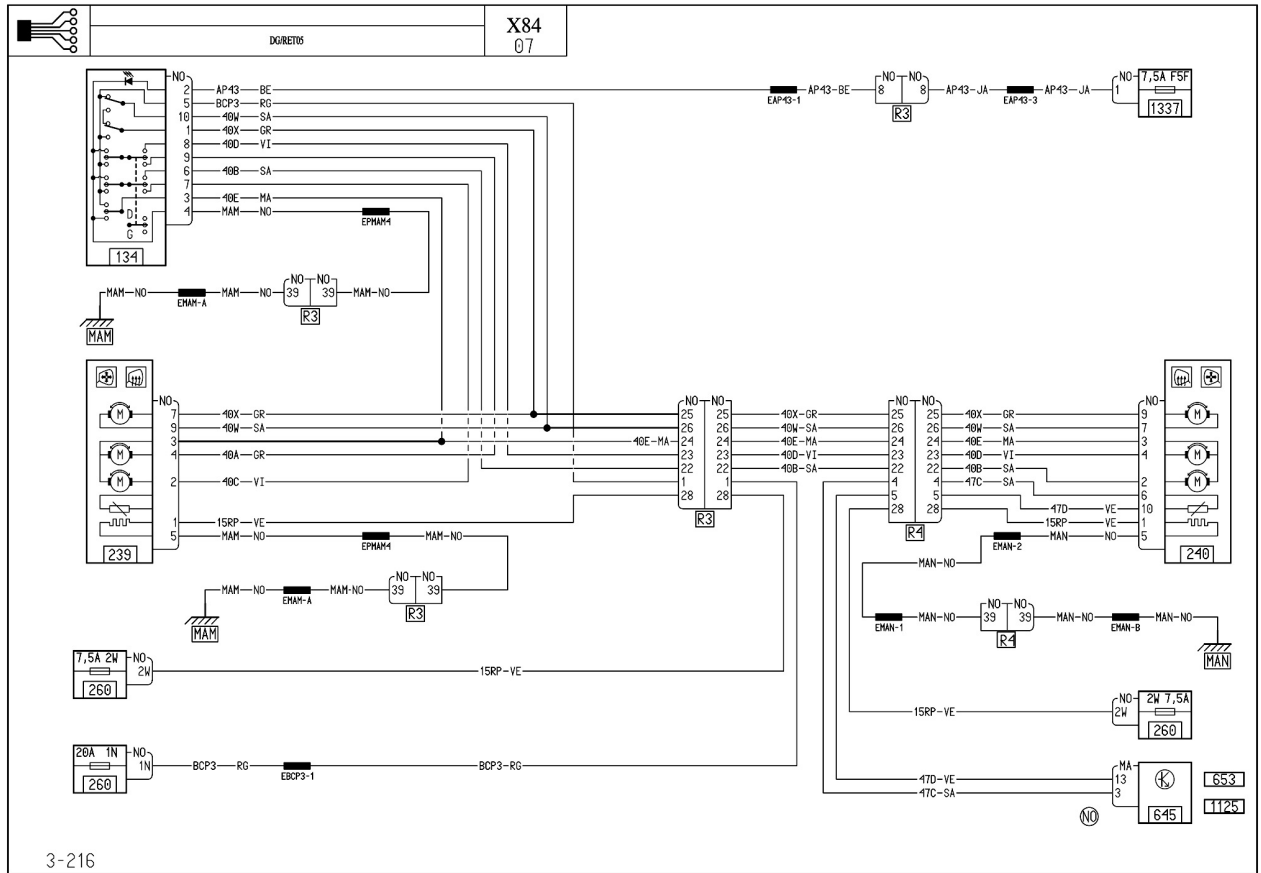 DG/RET05
X84
07
NO
2 AP43 BE
5 BCP3 RG
10 40W SA
1 40X GR
8 40D VI
9
6 40B SA
7
3 40E MA
4 MAM NO
EPMAM4
D
G
134
EAP43-1
AP43-BE
NO NO
8 8
R3
AP43-JA
EAP43-3
AP43-JA
NO
1
7,5A F5F
1337
MAM-NO
EMAM-A
MAM NO
NO NO
39 39
MAM-NO
R3
MAM
M
M
M
239
NO
7 40X GR
9 40W SA
3
4 40A GR
2 40C VI
1 15RP VE
5 MAM NO
EPMAM4
MAM-NO
40E-MA
NO NO
25 25
26 26
24 24
23 23
22 22
1 1
28 28
R3
40X-GR
40W-SA
40E-MA
40D-VI
40B-SA
NO NO
25 25
26 26
24 24
23 23
22 22
4 4
5 5
28 28
R4
40X GR
40W SA
40E MA
40D VI
40B SA
47C SA
47D VE
15RP VE
MAN NO
EMAN-2
NO
9
7
3
4
2
6
10
1
5
M
M
M
240
MAM NO
EMAM-A
MAM-NO
NO NO
39 39
R3
MAM
MAN-NO
EMAN-1
MAN-NO
NO NO
39 39
R4
MAN-NO
EMAN-B
MAN-NO
MAN
7,5A 2W
260
NO
2W
15RP-VE
15RP-VE
NO
2W
2W 7,5A
260
20A 1N
260
NO
1N
BCP3 RG
EBCP3-1
BCP3-RG
47D-VE
47C-SA
MA
13
3
645
653
1125
NO
3-216